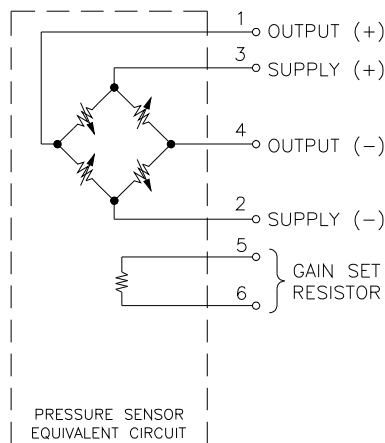 1
OUTPUT (+)
3
SUPPLY (+)
4
OUTPUT (−)
2
SUPPLY (−)
5
6
GAIN SET
RESISTOR
PRESSURE SENSOR
EQUIVALENT CIRCUIT